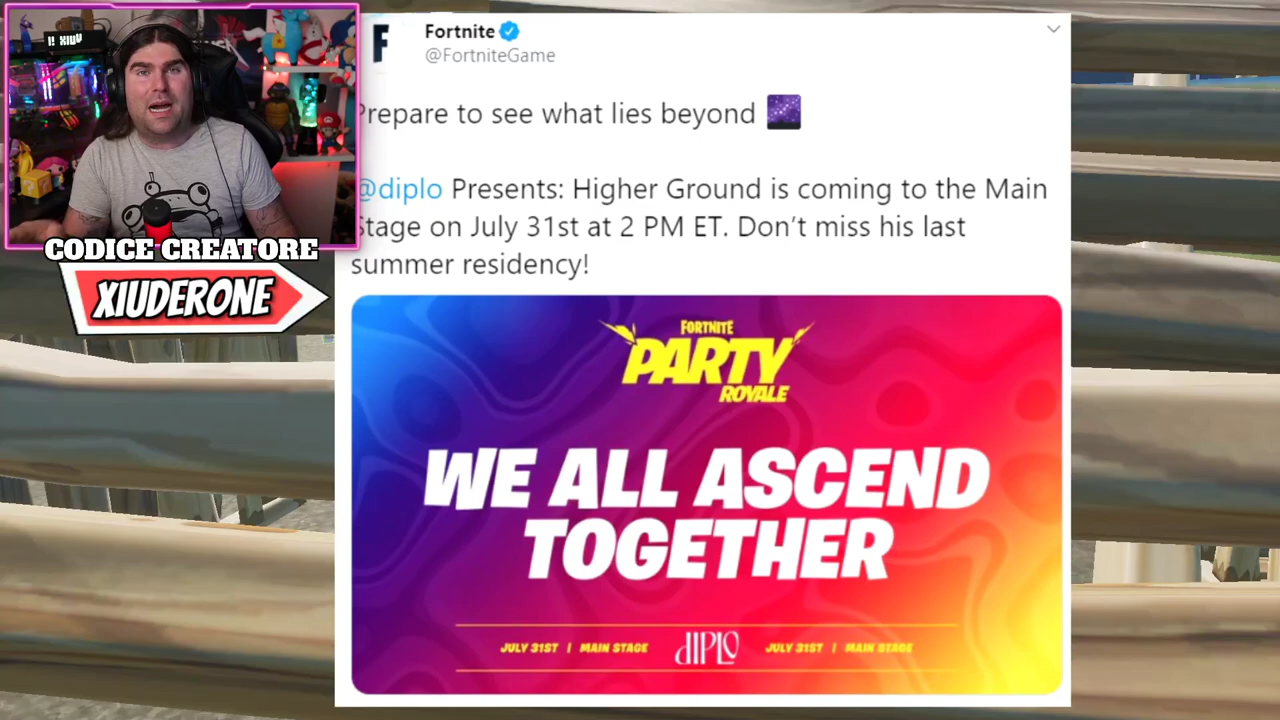 Fortnite
@FortniteGame
Prepare to see what lies beyond
@diplo Presents: Higher Ground is coming to the Main
Stage on July 31st at 2 PM ET. Don’t miss his last
summer residency!
CODICE CREATORE
XIUDERONE
FORTNITE
PARTY
ROYALE
WE ALL ASCEND
TOGETHER
JULY 31ST | MAIN STAGE
DIPLO
JULY 31ST | MAIN STAGE